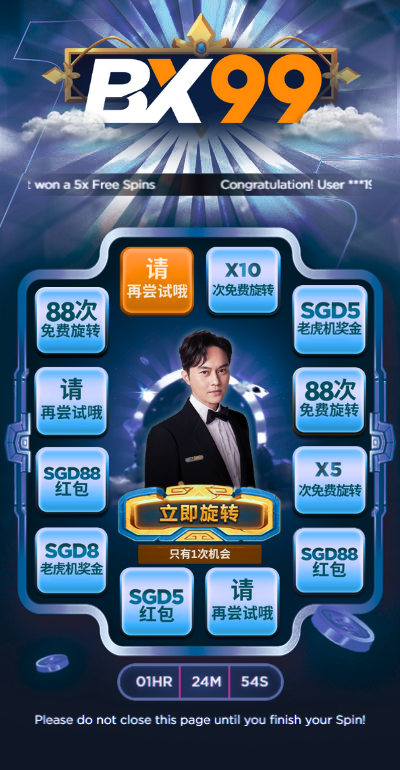 BX99
t won a 5x Free Spins
Congratulation! User ***19
请
再尝试哦
X10
次免费旋转
88次
免费旋转
SGD5
老虎机奖金
请
再尝试哦
88次
免费旋转
SGD88
红包
X5
次免费旋转
立即旋转
只有1次机会
SGD8
老虎机奖金
SGD88
红包
SGD5
红包
请
再尝试哦
01HR 24M 54S
Please do not close this page until you finish your Spin!